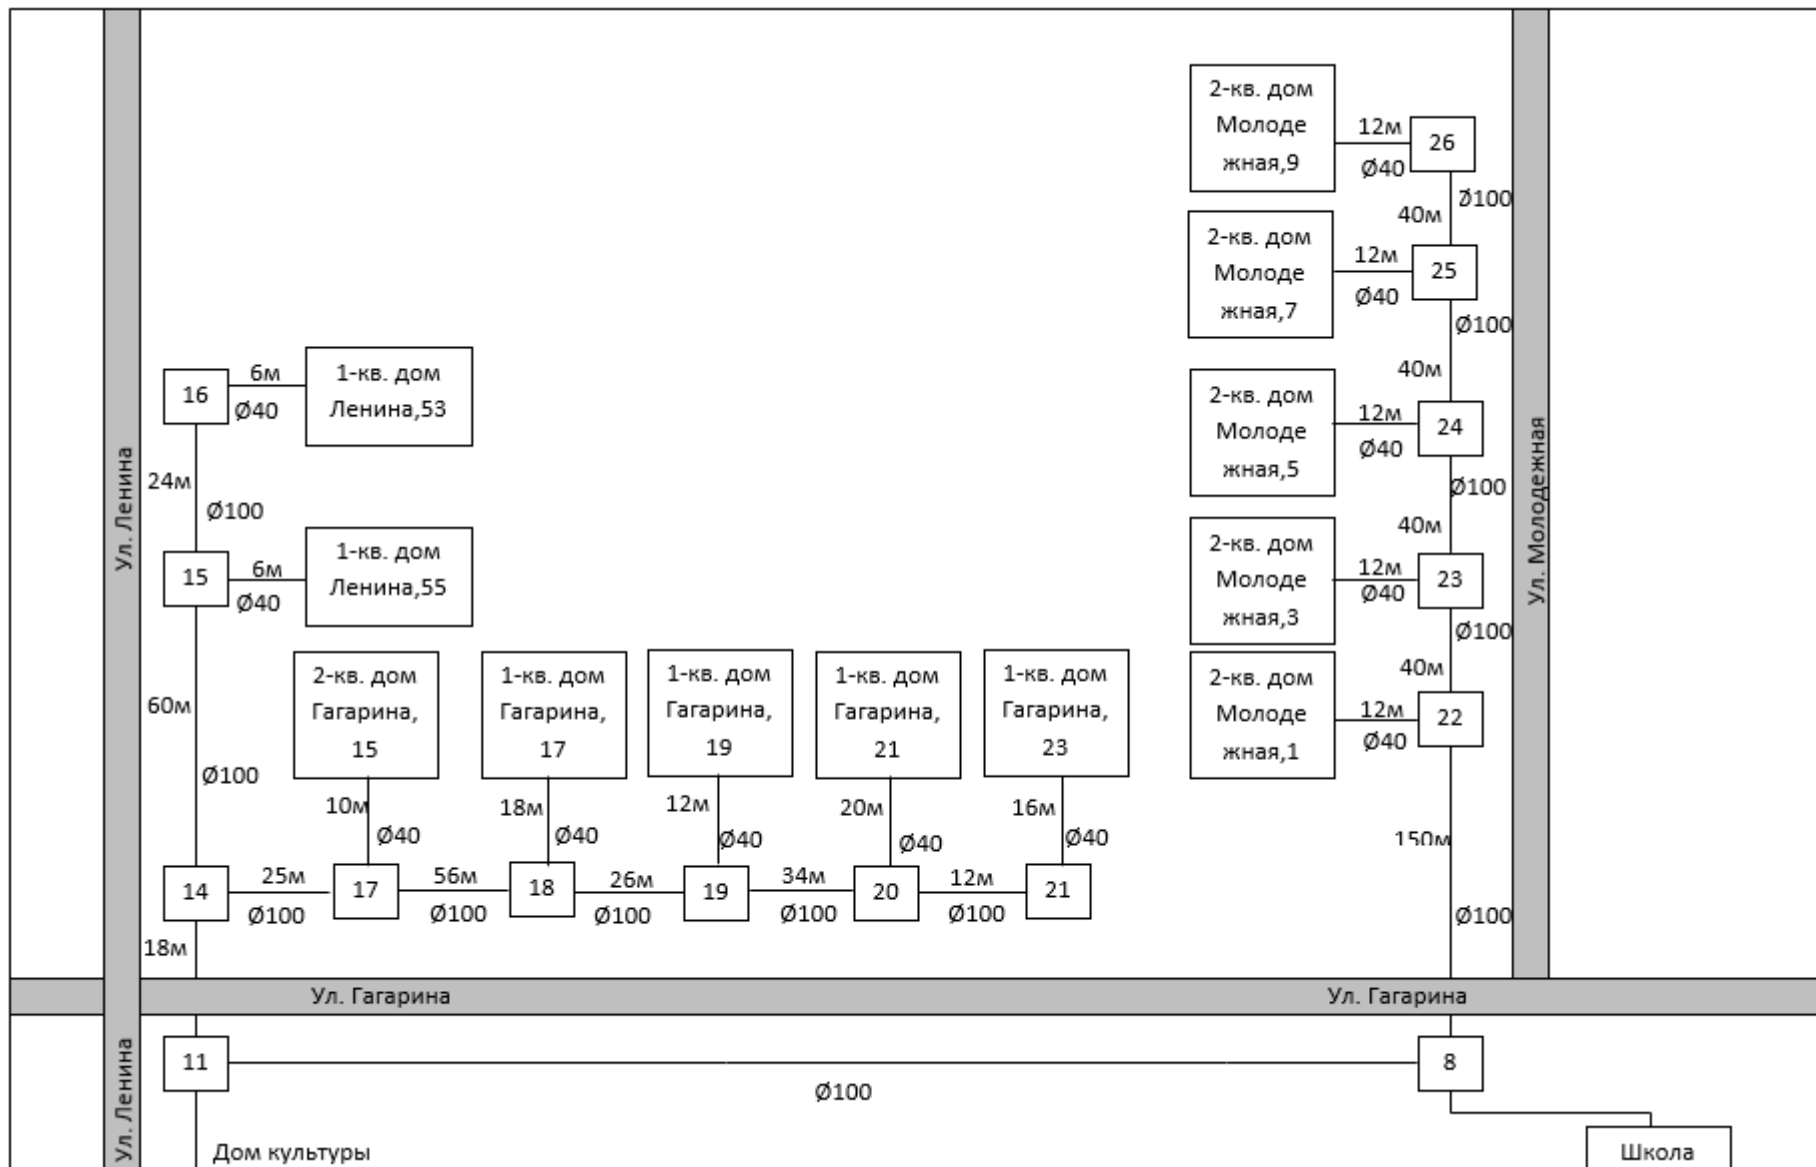 2-кв. дом
Молоде
жная,9
12м
Ø40
26
Ø100
40м
2-кв. дом
Молоде
жная,7
12м
Ø40
25
Ø100
40м
16
6м
Ø40
1-кв. дом
Ленина,53
2-кв. дом
Молоде
жная,5
12м
Ø40
24
Ул. Ленина
24м
Ø100
Ø100
40м
Ул. Молодежная
15
6м
Ø40
1-кв. дом
Ленина,55
2-кв. дом
Молоде
жная,3
12м
Ø40
23
Ø100
40м
60м
Ø100
2-кв. дом
Гагарина,
15
1-кв. дом
Гагарина,
17
1-кв. дом
Гагарина,
19
1-кв. дом
Гагарина,
21
1-кв. дом
Гагарина,
23
2-кв. дом
Молоде
жная,1
12м
Ø40
22
10м
Ø40
18м
Ø40
12м
Ø40
20м
Ø40
16м
Ø40
150м
14
25м
Ø100
17
56м
Ø100
18
26м
Ø100
19
34м
Ø100
20
12м
Ø100
21
Ø100
18м
Ул. Гагарина
Ул. Гагарина
Ул. Ленина
11
Ø100
8
Дом культуры
Школа